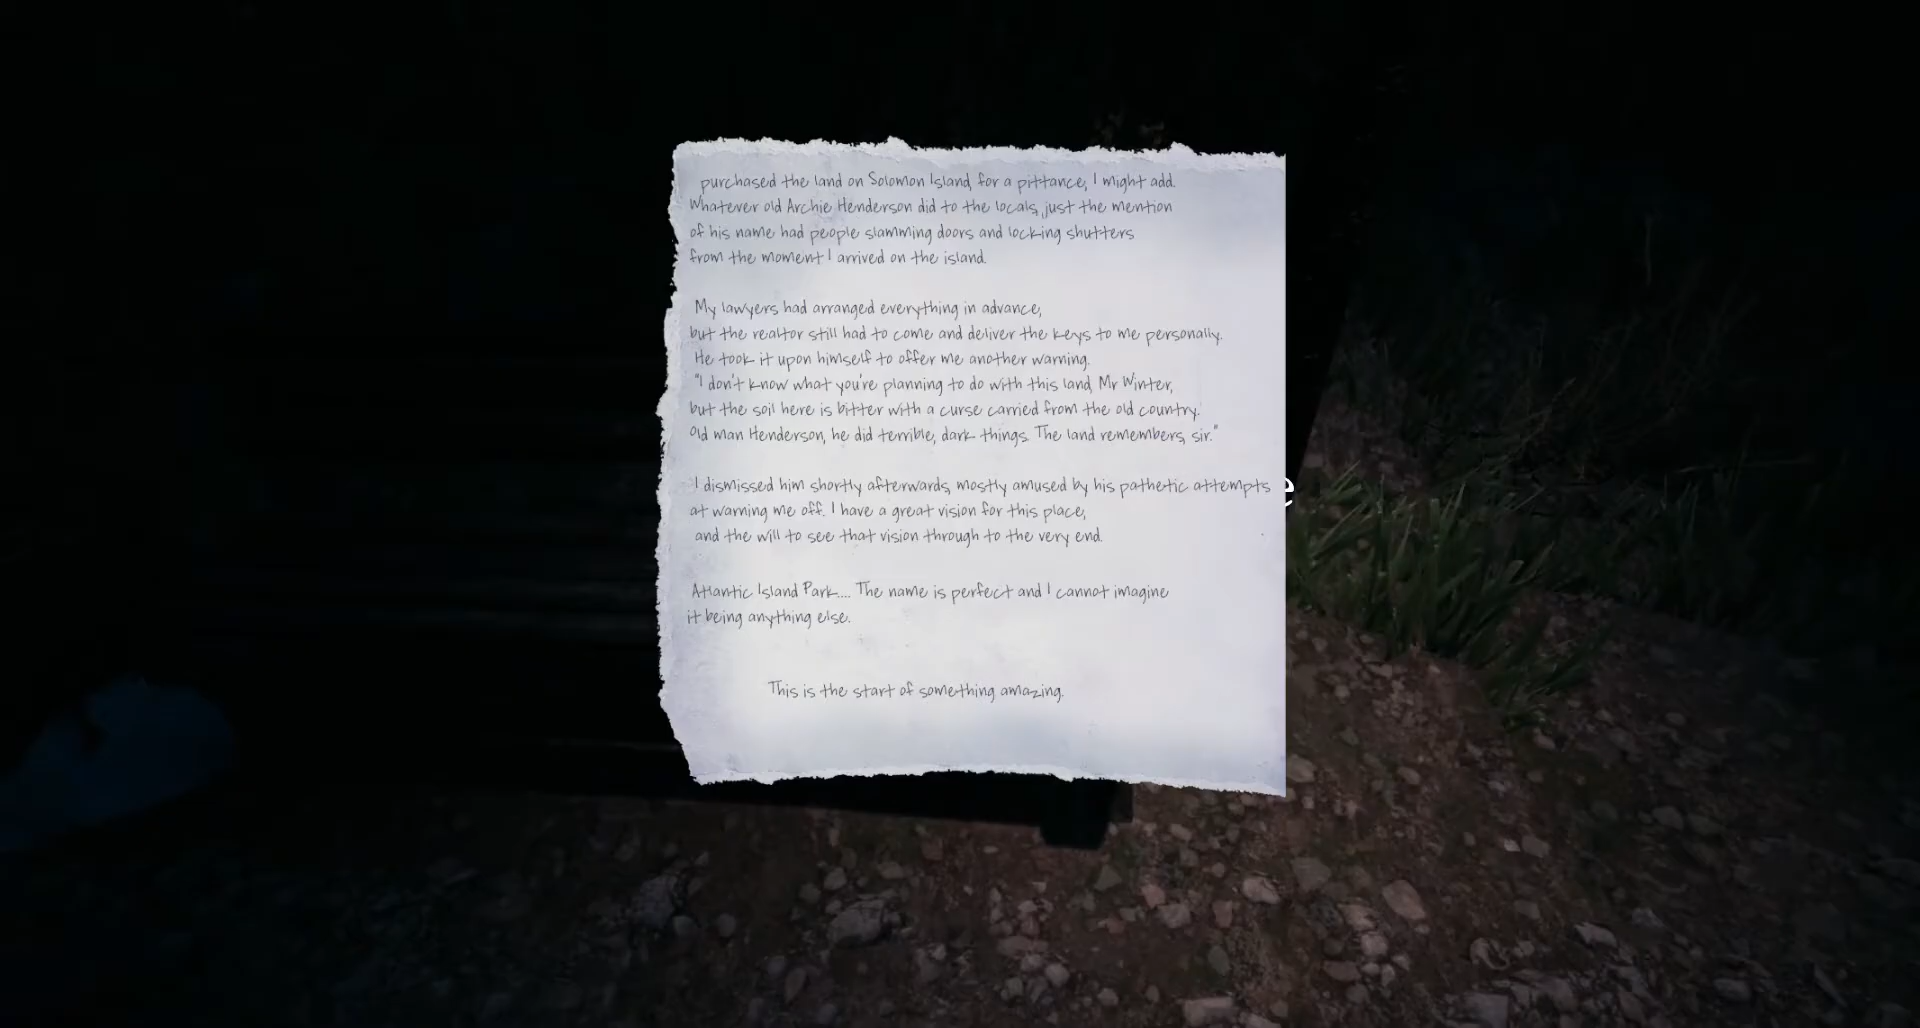 purchased the land on Solomon Island, for a pittance, I might add.
Whatever old Archie Henderson did to the locals, just the mention
of his name had people slamming doors and locking shutters
from the moment I arrived on the island.
My lawyers had arranged everything in advance,
but the realtor still had to come and deliver the keys to me personally.
He took it upon himself to offer me another warning.
"I don't know what you're planning to do with this land, Mr Winter,
but the soil here is bitter with a curse carried from the old country.
Old man Henderson, he did terrible, dark things. The land remembers, sir."
I dismissed him shortly afterwards, mostly amused by his pathetic attempts
e
at warning me off. I have a great vision for this place,
and the will to see that vision through to the very end.
Atlantic Island Park.... The name is perfect and I cannot imagine
it being anything else.
This is the start of something amazing.